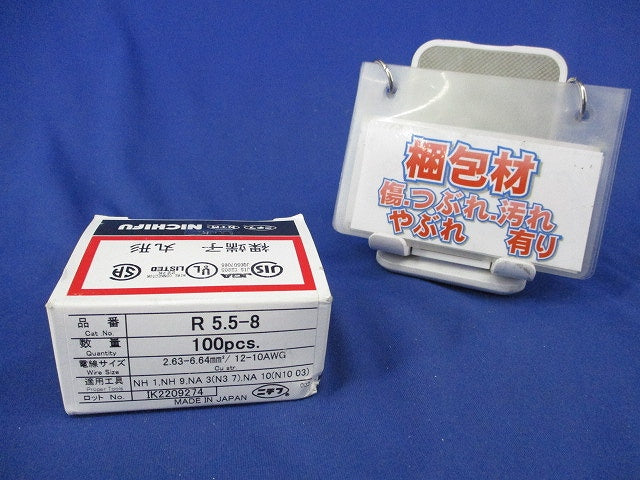 梱包材
傷.つぶれ.汚れ
やぶれ 有り
ニチフ NICHIFU
裸端子 丸形
JIS UL LISTED
品番 Cat No. R 5.5-8
数量 Quantity 100pcs.
電線サイズ Wire Size 2.63-6.64mm²/12-10AWG
Cu str
適用工具 Proper Tools NH 1,NH 9,NA 3(N3 7),NA 10(N10 03)
ロット No. IK2209274
MADE IN JAPAN ニチフ